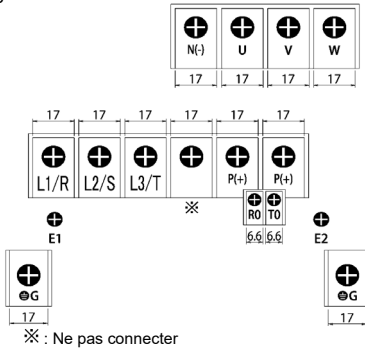 N(-) U V W
17 17 17 17
17 17 17 17 17
L1/R L2/S L3/T P(+) P(+)
※
R0 T0
6.6 6.6
E1 E2
G G
17 17
※ : Ne pas connecter